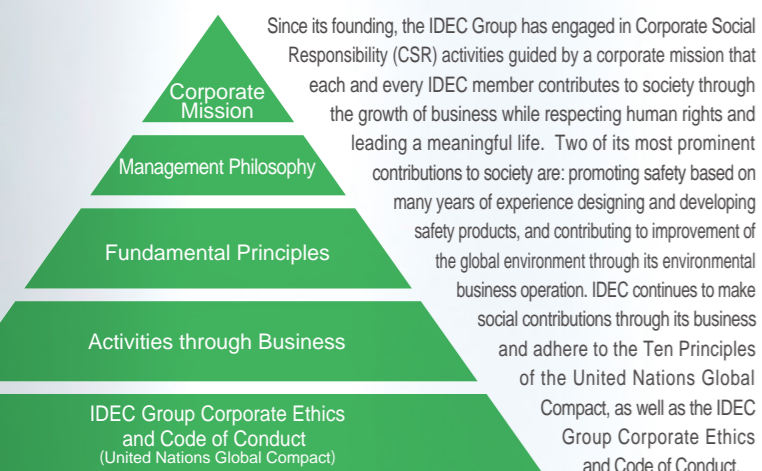 Corporate
Mission
Management Philosophy
Fundamental Principles
Activities through Business
IDEC Group Corporate Ethics
and Code of Conduct
(United Nations Global Compact)
Since its founding, the IDEC Group has engaged in Corporate Social
Responsibility (CSR) activities guided by a corporate mission that
each and every IDEC member contributes to society through
the growth of business while respecting human rights and
leading a meaningful life. Two of its most prominent
contributions to society are: promoting safety based on
many years of experience designing and developing
safety products, and contributing to improvement of
the global environment through its environmental
business operation. IDEC continues to make
social contributions through its business
and adhere to the Ten Principles
of the United Nations Global
Compact, as well as the IDEC
Group Corporate Ethics
and Code of Conduct.